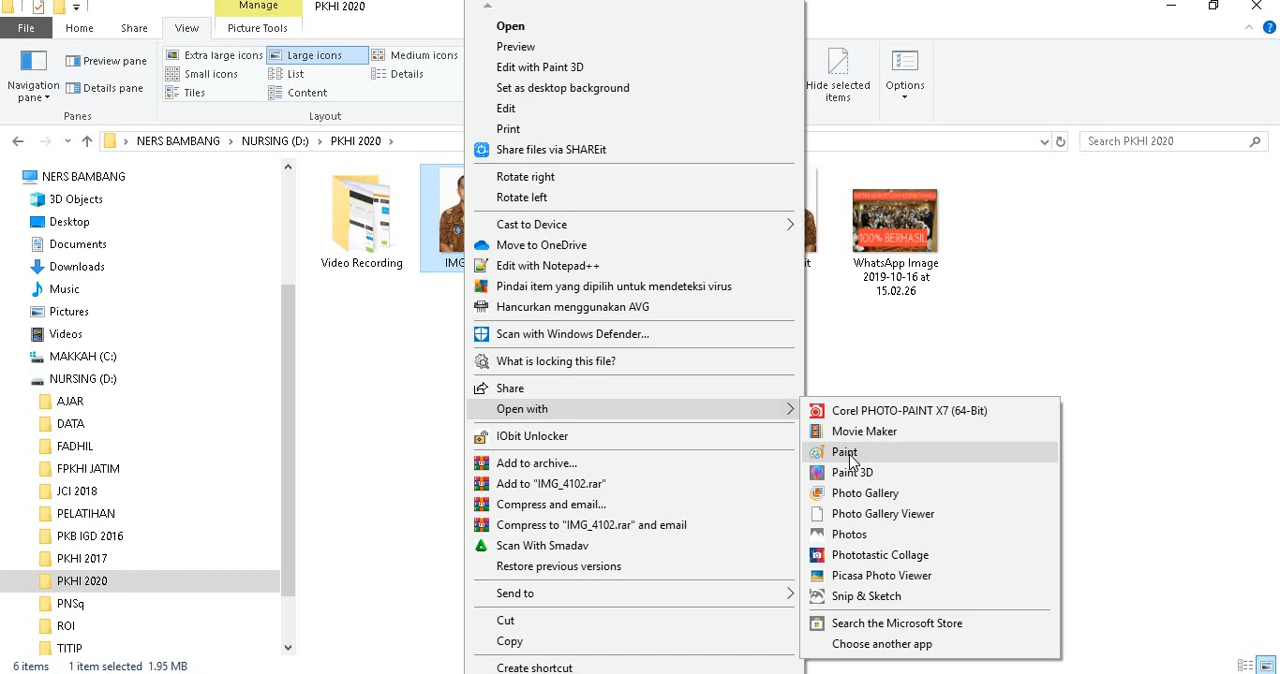 Manage
PKHI 2020
File
Home
Share
View
Picture Tools
Navigation
pane
Preview pane
Details pane
Panes
Extra large icons
Large icons
Medium icons
Small icons
List
Details
Tiles
Content
Layout
Hide selected
items
Options
NERS BAMBANG
NURSING (D:)
PKHI 2020
Search PKHI 2020
NERS BAMBANG
3D Objects
Desktop
Documents
Downloads
Music
Pictures
Videos
MAKKAH (C:)
NURSING (D:)
AJAR
DATA
FADHIL
FPKHI JATIM
JCI 2018
PELATIHAN
PKB IGD 2016
PKHI 2017
PKHI 2020
PNSq
ROI
TITIP
Video Recording
IMG
100% BERHASIL
WhatsApp Image
2019-10-16 at
15.02.26
Open
Preview
Edit with Paint 3D
Set as desktop background
Edit
Print
Share files via SHAREit
Rotate right
Rotate left
Cast to Device
Move to OneDrive
Edit with Notepad++
Pindai item yang dipilih untuk mendeteksi virus
Hancurkan menggunakan AVG
Scan with Windows Defender...
What is locking this file?
Share
Open with
IObit Unlocker
Add to archive...
Add to "IMG_4102.rar"
Compress and email...
Compress to "IMG_4102.rar" and email
Scan With Smadav
Restore previous versions
Send to
Cut
Copy
Create shortcut
Corel PHOTO-PAINT X7 (64-Bit)
Movie Maker
Paint
Paint 3D
Photo Gallery
Photo Gallery Viewer
Photos
Phototastic Collage
Picasa Photo Viewer
Snip & Sketch
Search the Microsoft Store
Choose another app
6 items
1 item selected 1.95 MB